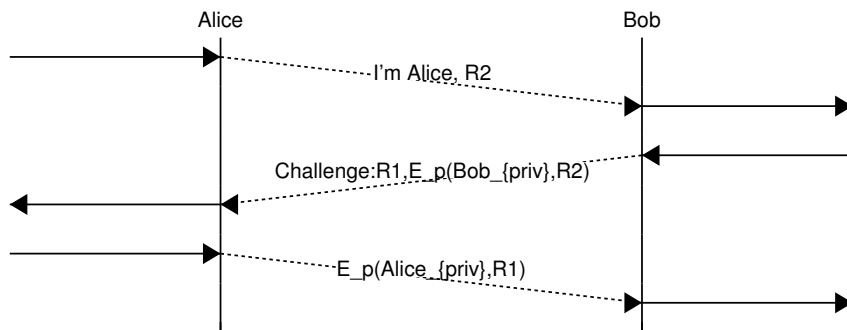 Alice
Bob
I'm Alice, R2
Challenge:R1,E_p(Bob_{priv},R2)
E_p(Alice_{priv},R1)